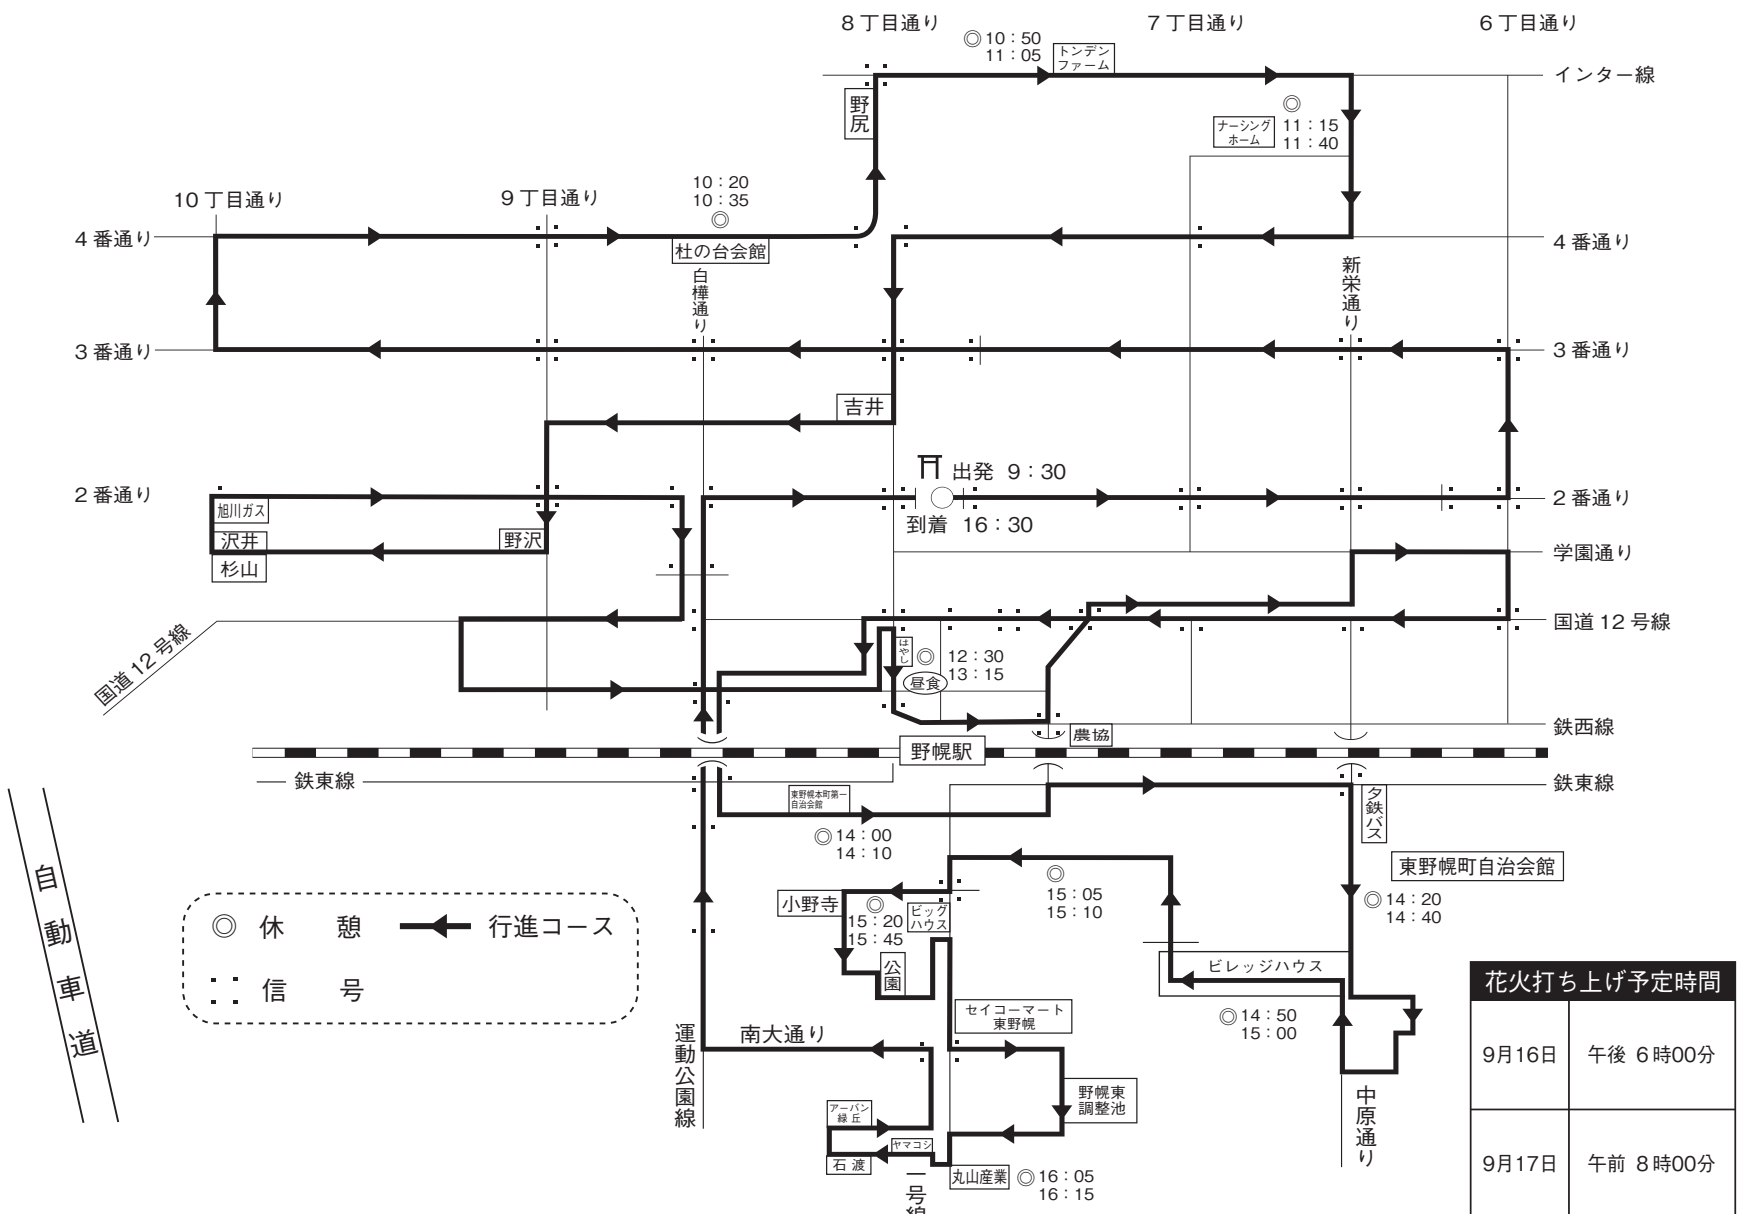 8丁目通り
7丁目通り
6丁目通り
◎10：50
11：05
トンデン
ファーム
インター線
野尻
◎
ナーシング
ホーム
11：15
11：40
10：20
10：35
◎
10丁目通り
9丁目通り
4番通り
杜の台会館
4番通り
白樺通り
新栄通り
3番通り
3番通り
吉井
出発 9：30
2番通り
2番通り
旭川ガス
到着 16：30
沢井
野沢
杉山
学園通り
国道12号線
国道12号線
はやし
◎ 12：30
13：15
昼食
農協
鉄西線
野幌駅
鉄東線
鉄東線
東野幌本町第一
自治会館
◎14：00
14：10
夕鉄バス
東野幌町自治会館
◎14：20
14：40
自動車道
◎
15：05
15：10
小野寺
◎
15：20
15：45
ビッグ
ハウス
公園
◎ 休憩
行進コース
信号
ビレッジハウス
◎14：50
15：00
セイコーマート
東野幌
運動公園線
南大通り
野幌東
調整池
アーバン
緑丘
ヤマコシ
石渡
一号線
丸山産業
◎16：05
16：15
中原通り
花火打ち上げ予定時間
9月16日 午後 6時00分
9月17日 午前 8時00分